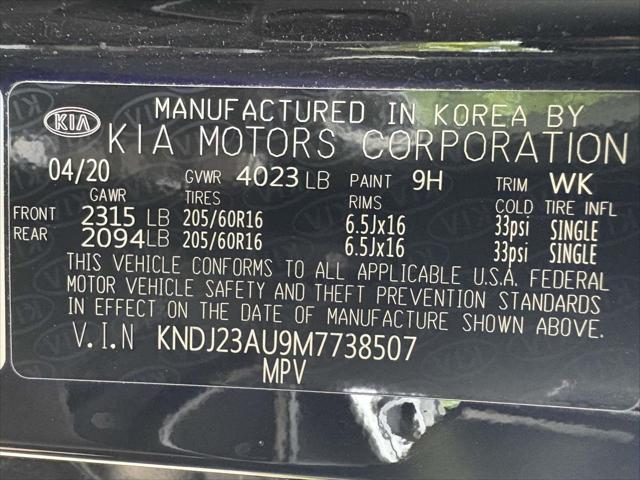 KIA
MANUFACTURED IN KOREA BY
KIA MOTORS CORPORATION
04/20 GVWR 4023 LB PAINT 9H TRIM WK
GAWR TIRES RIMS COLD TIRE INFL
FRONT 2315 LB 205/60R16 6.5Jx16 33psi SINGLE
REAR 2094 LB 205/60R16 6.5Jx16 33psi SINGLE
THIS VEHICLE CONFORMS TO ALL APPLICABLE U.S.A. FEDERAL
MOTOR VEHICLE SAFETY AND THEFT PREVENTION STANDARDS
IN EFFECT ON THE DATE OF MANUFACTURE SHOWN ABOVE.
V.I.N KNDJ23AU9M7738507
MPV